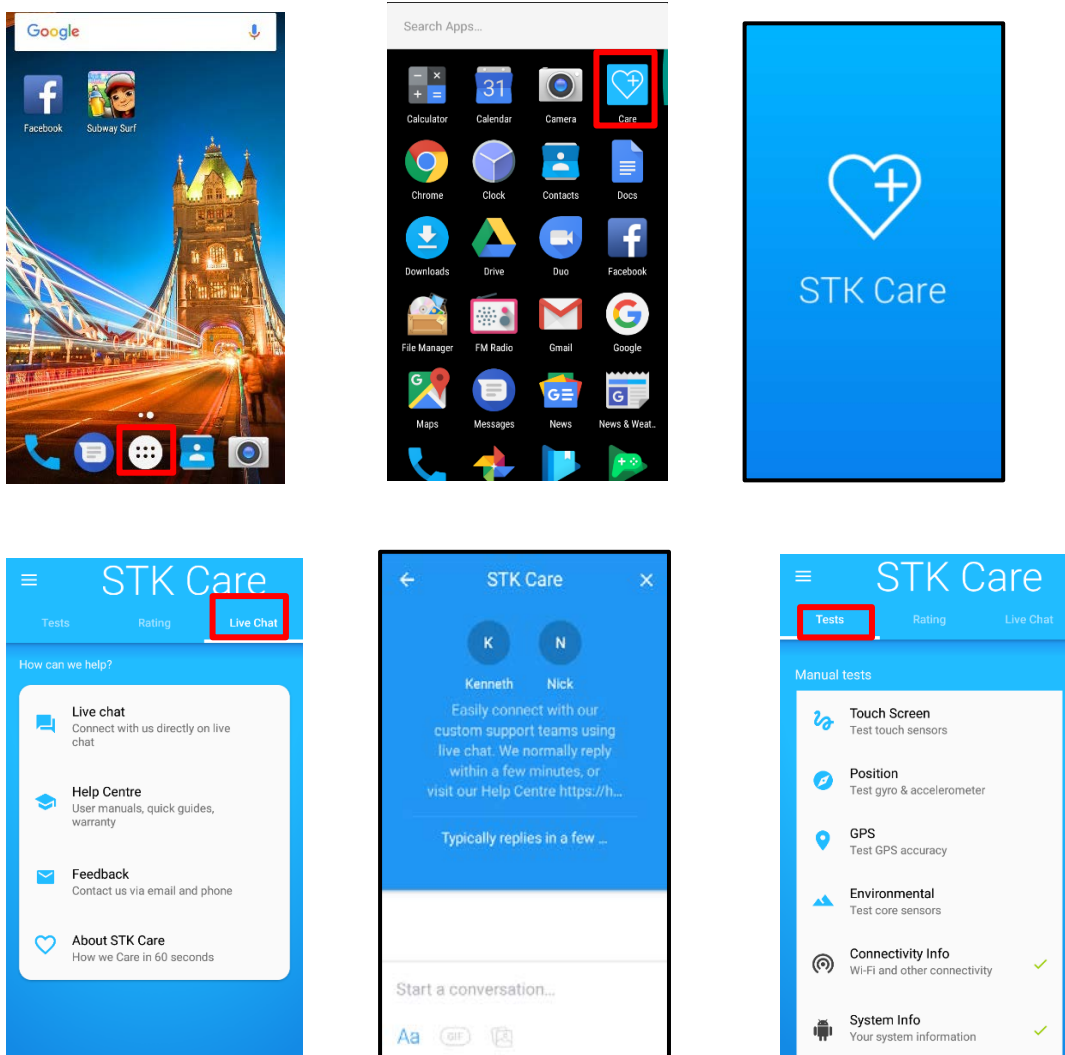 Google
Facebook
Subway Surf
Search Apps...
31
Calculator
Calendar
Camera
Care
Chrome
Clock
Contacts
Docs
Downloads
Drive
Duo
Facebook
File Manager
FM Radio
Gmail
Google
Maps
Messages
News
News & Weat..
STK Care
STK Care
Tests
Rating
Live Chat
How can we help?
Live chat
Connect with us directly on live
chat
Help Centre
User manuals, quick guides,
warranty
Feedback
Contact us via email and phone
About STK Care
How we Care in 60 seconds
STK Care
K
N
Kenneth
Nick
Easily connect with our
custom support teams using
live chat. We normally reply
within a few minutes, or
visit our Help Centre https://h...
Typically replies in a few ...
Start a conversation...
Aa
GIF
STK Care
Tests
Rating
Live Chat
Manual tests
Touch Screen
Test touch sensors
Position
Test gyro & accelerometer
GPS
Test GPS accuracy
Environmental
Test core sensors
Connectivity Info
Wi-Fi and other connectivity
System Info
Your system information